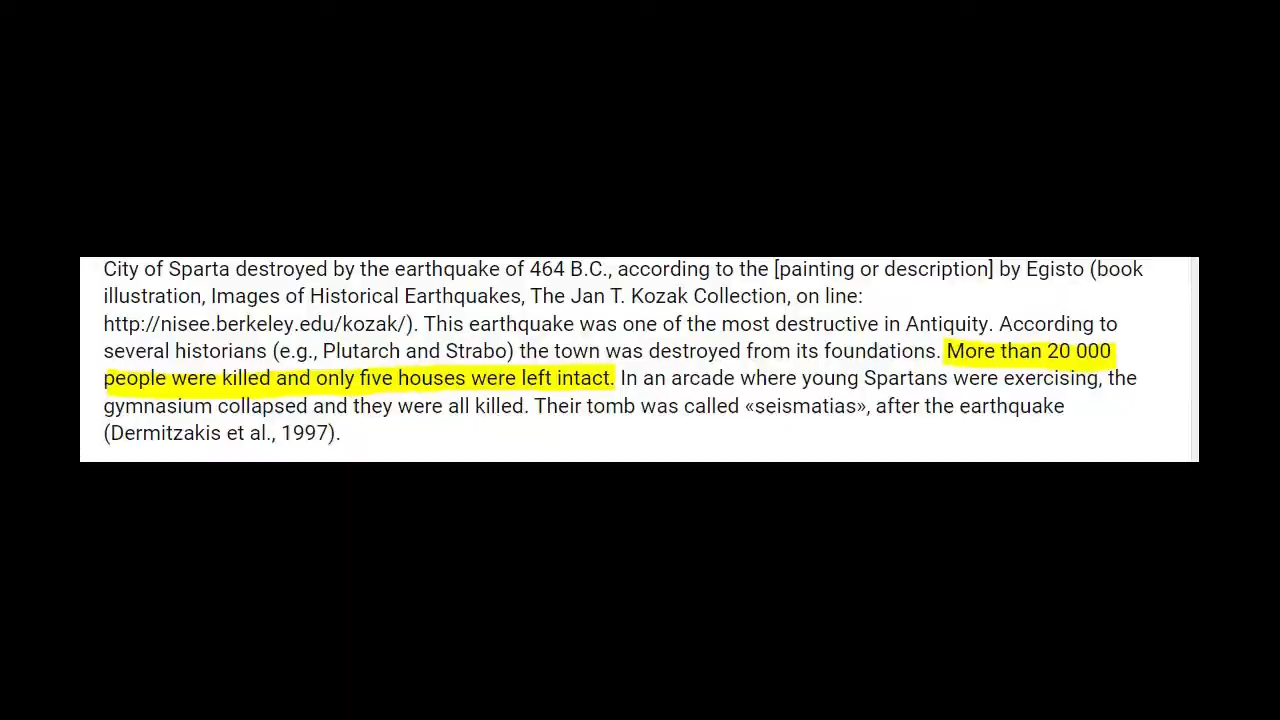 City of Sparta destroyed by the earthquake of 464 B.C., according to the [painting or description] by Egisto (book
illustration, Images of Historical Earthquakes, The Jan T. Kozak Collection, on line:
http://nisee.berkeley.edu/kozak/). This earthquake was one of the most destructive in Antiquity. According to
several historians (e.g., Plutarch and Strabo) the town was destroyed from its foundations. More than 20 000
people were killed and only five houses were left intact. In an arcade where young Spartans were exercising, the
gymnasium collapsed and they were all killed. Their tomb was called «seismatias», after the earthquake
(Dermitzakis et al., 1997).